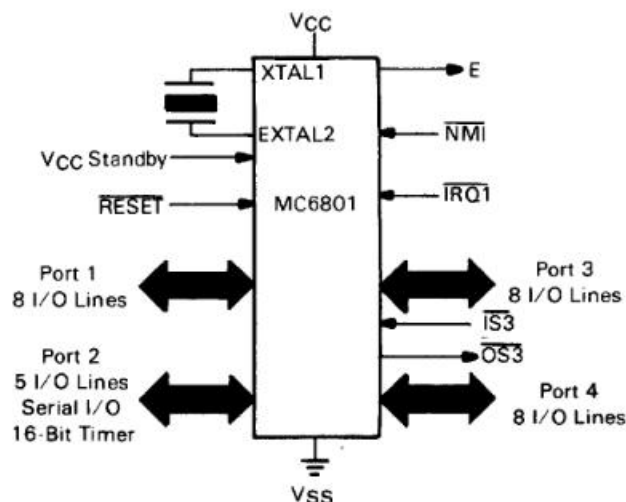 VCC
XTAL1
E
EXTAL2
NMI
VCC Standby
RESET
MC6801
IRQ1
Port 1
8 I/O Lines
Port 3
8 I/O Lines
IS3
OS3
Port 2
5 I/O Lines
Serial I/O
16-Bit Timer
Port 4
8 I/O Lines
VSS